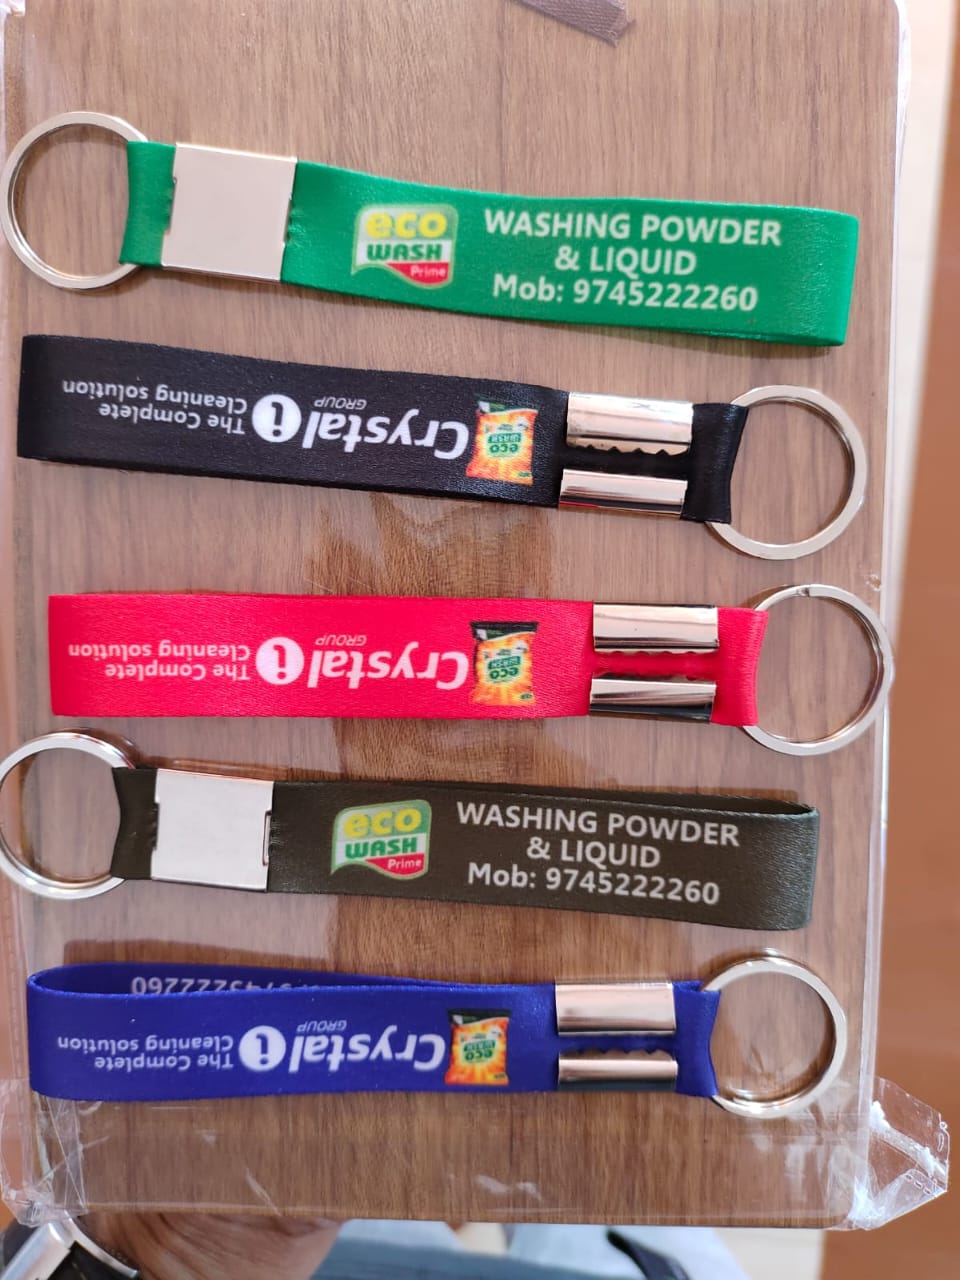 eco
WASH
Prime
WASHING POWDER
& LIQUID
Mob: 9745222260
eco
WASH
Crystal i
GROUP
The Complete
Cleaning solution
eco
WASH
Crystal i
GROUP
The Complete
Cleaning solution
eco
WASH
Prime
WASHING POWDER
& LIQUID
Mob: 9745222260
9745222260
eco
WASH
Crystal i
GROUP
The Complete
Cleaning solution